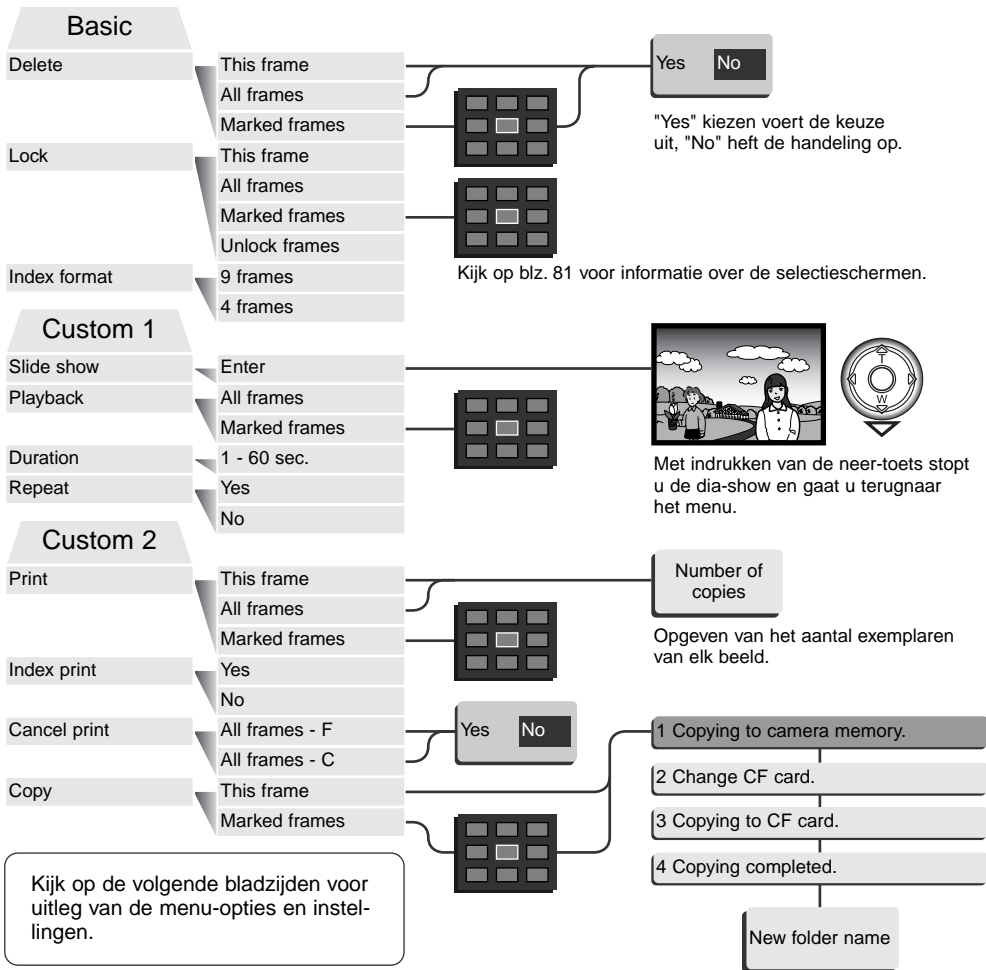 Basic
Delete
This frame
All frames
Marked frames
Yes No
"Yes" kiezen voert de keuze
uit, "No" heft de handeling op.
Lock
This frame
All frames
Marked frames
Unlock frames
Kijk op blz. 81 voor informatie over de selectieschermen.
Index format
9 frames
4 frames
Custom 1
Slide show
Enter
Playback
All frames
Marked frames
Duration
1 - 60 sec.
Repeat
Yes
No
T
W
Met indrukken van de neer-toets stopt
u de dia-show en gaat u terugnaar
het menu.
Custom 2
Print
This frame
All frames
Marked frames
Number of
copies
Opgeven van het aantal exemplaren
van elk beeld.
Index print
Yes
No
Cancel print
All frames - F
All frames - C
Yes No
Copy
This frame
Marked frames
1 Copying to camera memory.
2 Change CF card.
3 Copying to CF card.
4 Copying completed.
New folder name
Kijk op de volgende bladzijden voor
uitleg van de menu-opties en instel-
lingen.